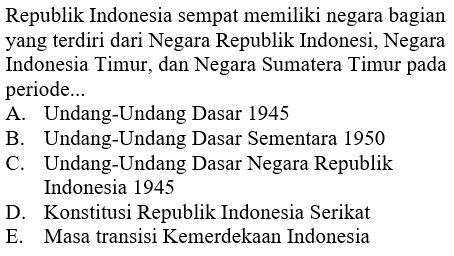 Republik Indonesia sempat memiliki negara bagian
yang terdiri dari Negara Republik Indonesi, Negara
Indonesia Timur, dan Negara Sumatera Timur pada
periode...
A. Undang-Undang Dasar 1945
B. Undang-Undang Dasar Sementara 1950
C. Undang-Undang Dasar Negara Republik
Indonesia 1945
D. Konstitusi Republik Indonesia Serikat
E. Masa transisi Kemerdekaan Indonesia